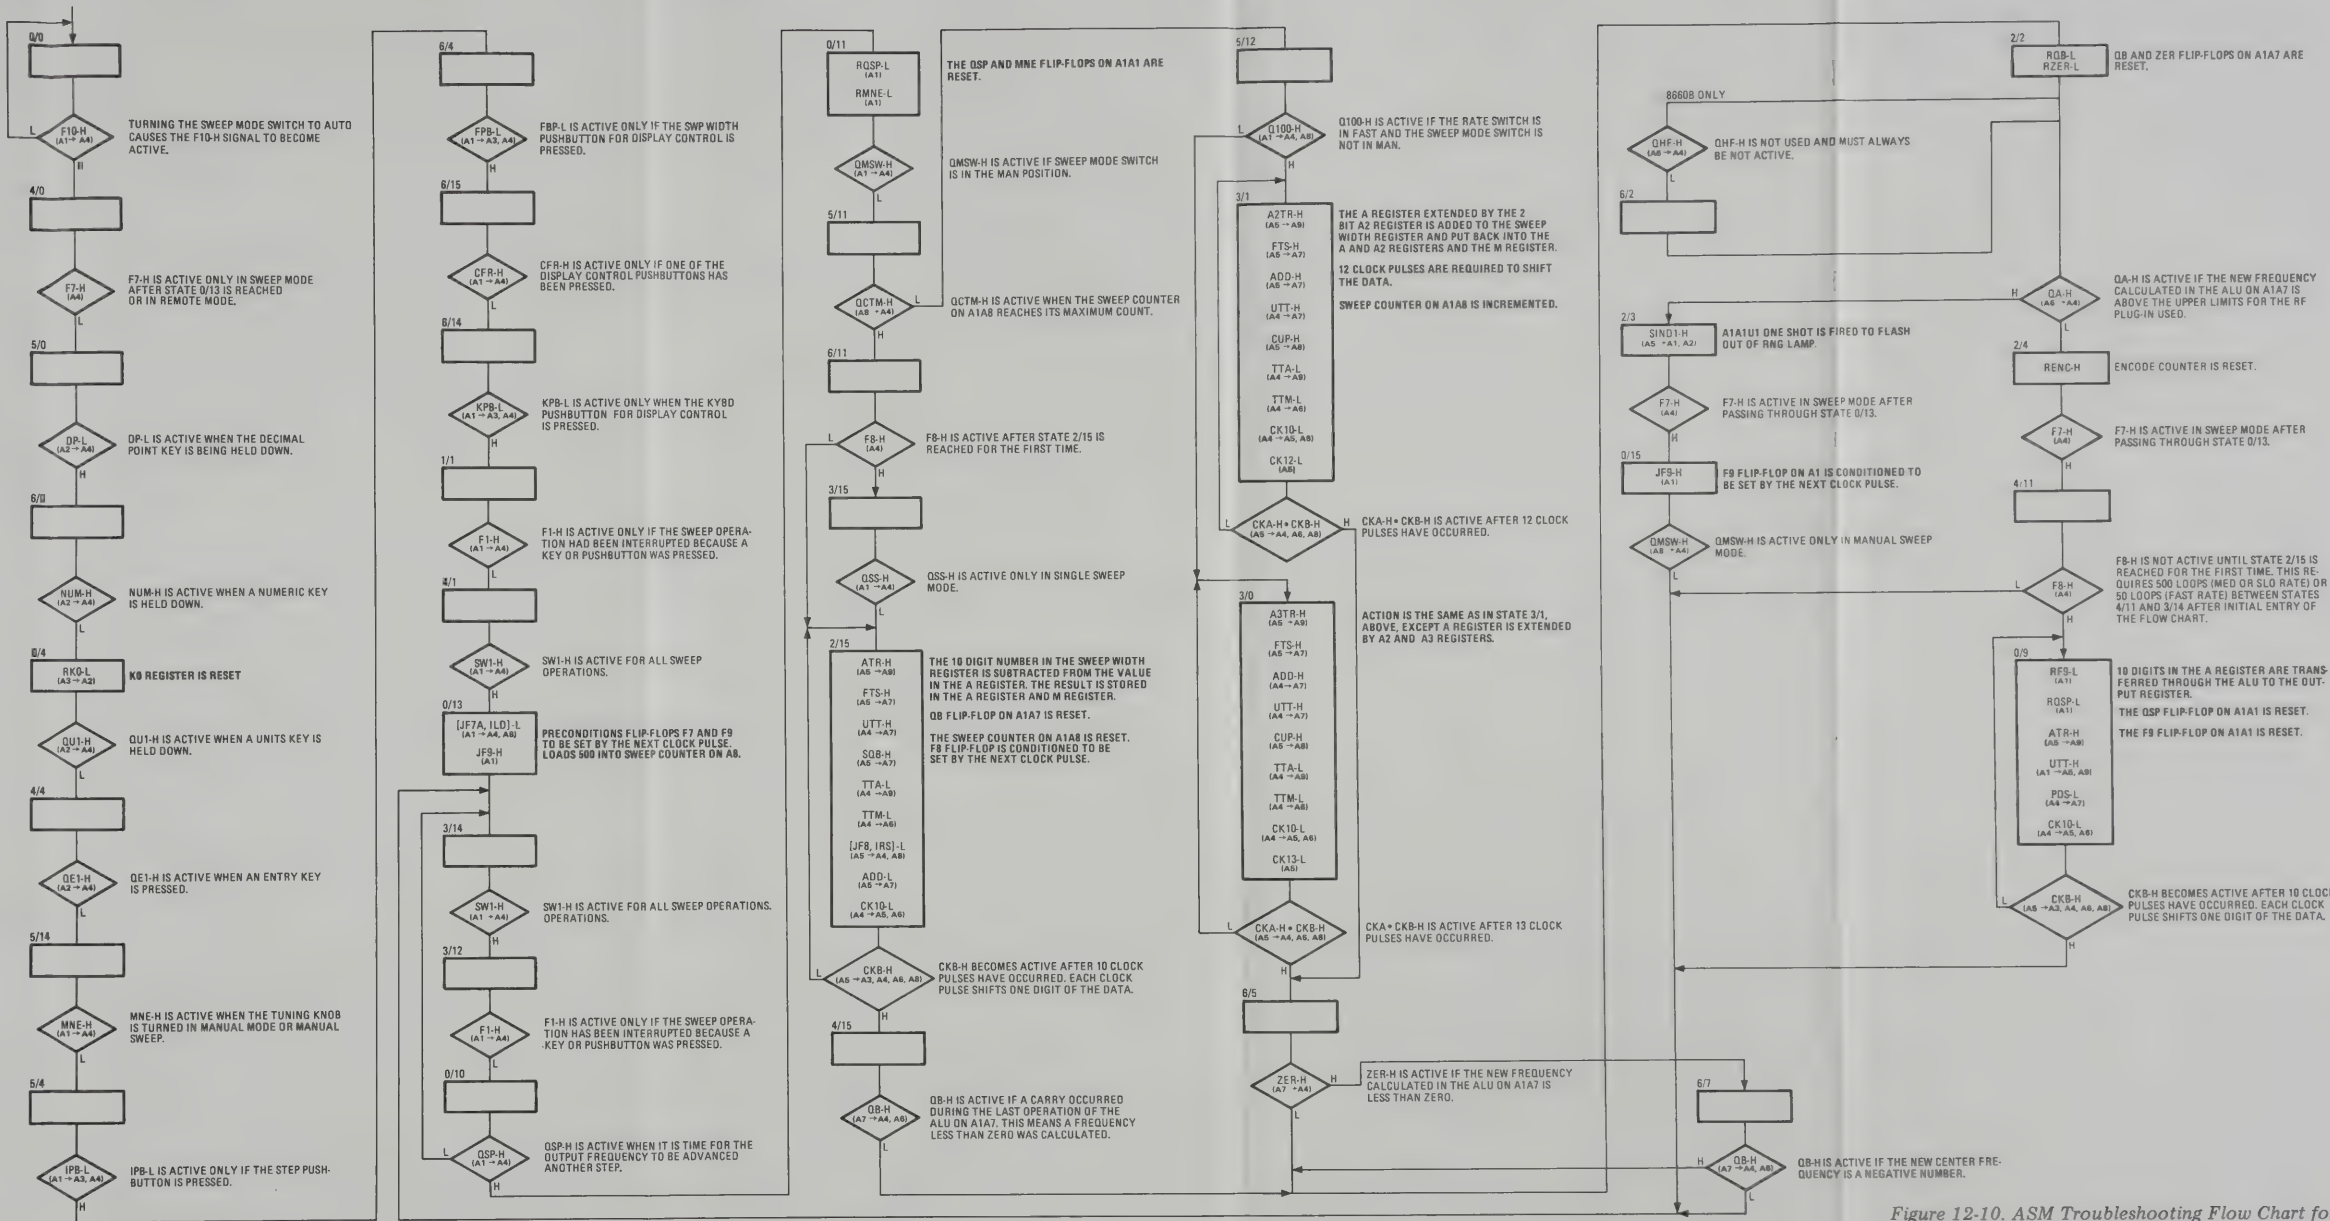 0/0
L
F10-H
(A1→A4)
TURNING THE SWEEP MODE SWITCH TO AUTO
CAUSES THE F10-H SIGNAL TO BECOME
ACTIVE.
4/0
F7-H
(A4)
F7-H IS ACTIVE ONLY IN SWEEP MODE
AFTER STATE 0/13 IS REACHED
OR IN REMOTE MODE.
L
5/0
DP-L
(A2→A4)
DP-L IS ACTIVE WHEN THE DECIMAL
POINT KEY IS BEING HELD DOWN.
H
NUM-H
(A2→A4)
NUM-H IS ACTIVE WHEN A NUMERIC KEY
IS HELD DOWN.
L
0/4
RK0-L
(A3→A2)
K0 REGISTER IS RESET
QU1-H
(A2→A4)
QU1-H IS ACTIVE WHEN A UNITS KEY IS
HELD DOWN.
L
4/4
QE1-H
(A2→A4)
QE1-H IS ACTIVE WHEN AN ENTRY KEY
IS PRESSED.
L
5/14
MNE-H
(A1→A4)
MNE-H IS ACTIVE WHEN THE TUNING KNOB
IS TURNED IN MANUAL MODE OR MANUAL
SWEEP.
L
5/4
IPB-L
(A1→A3, A4)
IPB-L IS ACTIVE ONLY IF THE STEP PUSH-
BUTTON IS PRESSED.
H
6/4
FPB-L
(A1→A3, A4)
FBP-L IS ACTIVE ONLY IF THE SWP WIDTH
PUSHBUTTON FOR DISPLAY CONTROL IS
PRESSED.
H
6/15
CFR-H
(A1→A4)
CFR-H IS ACTIVE ONLY IF ONE OF THE
DISPLAY CONTROL PUSHBUTTONS HAS
BEEN PRESSED.
L
6/14
KPB-L
(A1→A3, A4)
KPB-L IS ACTIVE ONLY WHEN THE KYBD
PUSHBUTTON FOR DISPLAY CONTROL
IS PRESSED.
H
1/1
F1-H
(A1→A4)
F1-H IS ACTIVE ONLY IF THE SWEEP OPERA-
TION HAD BEEN INTERRUPTED BECAUSE A
KEY OR PUSHBUTTON WAS PRESSED.
L
4/1
SW1-H
(A1→A4)
SW1-H IS ACTIVE FOR ALL SWEEP
OPERATIONS.
H
0/13
[JF7A, ILD]-L
(A1→A4, A8)
JF9-H
(A1)
PRECONDITIONS FLIP-FLOPS F7 AND F9
TO BE SET BY THE NEXT CLOCK PULSE.
LOADS 500 INTO SWEEP COUNTER ON A8.
3/14
SW1-H
(A1→A4)
SW1-H IS ACTIVE FOR ALL SWEEP OPERATIONS.
OPERATIONS.
H
3/12
F1-H
(A1→A4)
F1-H IS ACTIVE ONLY IF THE SWEEP OPERA-
TION HAS BEEN INTERRUPTED BECAUSE A
KEY OR PUSHBUTTON WAS PRESSED.
L
0/10
L
QSP-H
(A1→A4)
QSP-H IS ACTIVE WHEN IT IS TIME FOR THE
OUTPUT FREQUENCY TO BE ADVANCED
ANOTHER STEP.
H
0/11
RQSP-L
(A1)
RMNE-L
(A1)
THE QSP AND MNE FLIP-FLOPS ON A1A1 ARE
RESET.
QMSW-H
(A1→A4)
QMSW-H IS ACTIVE IF SWEEP MODE SWITCH
IS IN THE MAN POSITION.
L
5/11
QCTM-H
(A8→A4)
L
QCTM-H IS ACTIVE WHEN THE SWEEP COUNTER
ON A1A8 REACHES ITS MAXIMUM COUNT.
H
6/11
L
F8-H
(A4)
F8-H IS ACTIVE AFTER STATE 2/15 IS
REACHED FOR THE FIRST TIME.
H
3/15
QSS-H
(A1→A4)
QSS-H IS ACTIVE ONLY IN SINGLE SWEEP
MODE.
L
2/15
ATR-H
(A5→A9)
FTS-H
(A5→A7)
UTT-H
(A4→A7)
SQB-H
(A5→A7)
TTA-L
(A4→A9)
TTM-L
(A4→A6)
[JF8, IRS]-L
(A5→A4, A8)
ADD-L
(A5→A7)
CK10-L
(A4→A5, A6)
THE 10 DIGIT NUMBER IN THE SWEEP WIDTH
REGISTER IS SUBTRACTED FROM THE VALUE
IN THE A REGISTER. THE RESULT IS STORED
IN THE A REGISTER AND M REGISTER.
QB FLIP-FLOP ON A1A7 IS RESET.
THE SWEEP COUNTER ON A1A8 IS RESET.
F8 FLIP-FLOP IS CONDITIONED TO BE
SET BY THE NEXT CLOCK PULSE.
L
CKB-H
(A5→A3, A4, A6, A8)
CKB-H BECOMES ACTIVE AFTER 10 CLOCK
PULSES HAVE OCCURRED. EACH CLOCK
PULSE SHIFTS ONE DIGIT OF THE DATA.
H
4/15
QB-H
(A7→A4, A6)
QB-H IS ACTIVE IF A CARRY OCCURRED
DURING THE LAST OPERATION OF THE
ALU ON A1A7. THIS MEANS A FREQUENCY
LESS THAN ZERO WAS CALCULATED.
L
5/12
L
Q100-H
(A1→A4, A8)
Q100-H IS ACTIVE IF THE RATE SWITCH IS
IN FAST AND THE SWEEP MODE SWITCH IS
NOT IN MAN.
H
3/1
A2TR-H
(A5→A9)
FTS-H
(A5→A7)
ADD-H
(A5→A7)
UTT-H
(A4→A7)
CUP-H
(A5→A8)
TTA-L
(A4→A9)
TTM-L
(A4→A6)
CK10-L
(A4→A5, A6)
CK12-L
(A5)
THE A REGISTER EXTENDED BY THE 2
BIT A2 REGISTER IS ADDED TO THE SWEEP
WIDTH REGISTER AND PUT BACK INTO THE
A AND A2 REGISTERS AND THE M REGISTER.
12 CLOCK PULSES ARE REQUIRED TO SHIFT
THE DATA.
SWEEP COUNTER ON A1A8 IS INCREMENTED.
L
CKA-H • CKB-H
(A5→A4, A6, A8)
H
CKA-H • CKB-H IS ACTIVE AFTER 12 CLOCK
PULSES HAVE OCCURRED.
3/0
A3TR-H
(A5→A9)
FTS-H
(A5→A7)
ADD-H
(A4→A7)
UTT-H
(A4→A7)
CUP-H
(A5→A8)
TTA-L
(A4→A9)
TTM-L
(A4→A6)
CK10-L
(A4→A5, A6)
CK13-L
(A5)
ACTION IS THE SAME AS IN STATE 3/1,
ABOVE, EXCEPT A REGISTER IS EXTENDED
BY A2 AND A3 REGISTERS.
L
CKA-H • CKB-H
(A5→A4, A6, A8)
CKA • CKB-H IS ACTIVE AFTER 13 CLOCK
PULSES HAVE OCCURRED.
H
6/5
ZER-H
(A7→A4)
H
ZER-H IS ACTIVE IF THE NEW FREQUENCY
CALCULATED IN THE ALU ON A1A7 IS
LESS THAN ZERO.
L
6/7
H
QB-H
(A7→A4, A8)
QB-H IS ACTIVE IF THE NEW CENTER FRE-
QUENCY IS A NEGATIVE NUMBER.
L
2/2
RQB-L
RZER-L
QB AND ZER FLIP-FLOPS ON A1A7 ARE
RESET.
8660B ONLY
QHF-H
(A6→A4)
QHF-H IS NOT USED AND MUST ALWAYS
BE NOT ACTIVE.
L
6/2
H
QA-H
(A6→A4)
QA-H IS ACTIVE IF THE NEW FREQUENCY
CALCULATED IN THE ALU ON A1A7 IS
ABOVE THE UPPER LIMITS FOR THE RF
PLUG-IN USED.
L
2/3
SIND1-H
(A5→A1, A2)
A1A1U1 ONE SHOT IS FIRED TO FLASH
OUT OF RNG LAMP.
F7-H
(A4)
F7-H IS ACTIVE IN SWEEP MODE AFTER
PASSING THROUGH STATE 0/13.
H
0/15
JF9-H
(A1)
F9 FLIP-FLOP ON A1 IS CONDITIONED TO
BE SET BY THE NEXT CLOCK PULSE.
QMSW-H
(A8→A4)
QMSW-H IS ACTIVE ONLY IN MANUAL SWEEP
MODE.
L
2/4
RENC-H
ENCODE COUNTER IS RESET.
F7-H
(A4)
F7-H IS ACTIVE IN SWEEP MODE AFTER
PASSING THROUGH STATE 0/13.
H
4/11
L
F8-H
(A4)
F8-H IS NOT ACTIVE UNTIL STATE 2/15 IS
REACHED FOR THE FIRST TIME. THIS RE-
QUIRES 500 LOOPS (MED OR SLO RATE) OR
50 LOOPS (FAST RATE) BETWEEN STATES
4/11 AND 3/14 AFTER INITIAL ENTRY OF
THE FLOW CHART.
H
0/9
RF9-L
(A1)
RQSP-L
(A1)
ATR-H
(A5→A9)
UTT-H
(A1→A8, A9)
PDS-L
(A4→A7)
CK10-L
(A4→A5, A6)
10 DIGITS IN THE A REGISTER ARE TRANS-
FERRED THROUGH THE ALU TO THE OUT-
PUT REGISTER.
THE QSP FLIP-FLOP ON A1A1 IS RESET.
THE F9 FLIP-FLOP ON A1A1 IS RESET.
L
CKB-H
(A5→A3, A4, A6, A8)
CKB-H BECOMES ACTIVE AFTER 10 CLOCK
PULSES HAVE OCCURRED. EACH CLOCK
PULSE SHIFTS ONE DIGIT OF THE DATA.
H
Figure 12-10. ASM Troubleshooting Flow Chart for